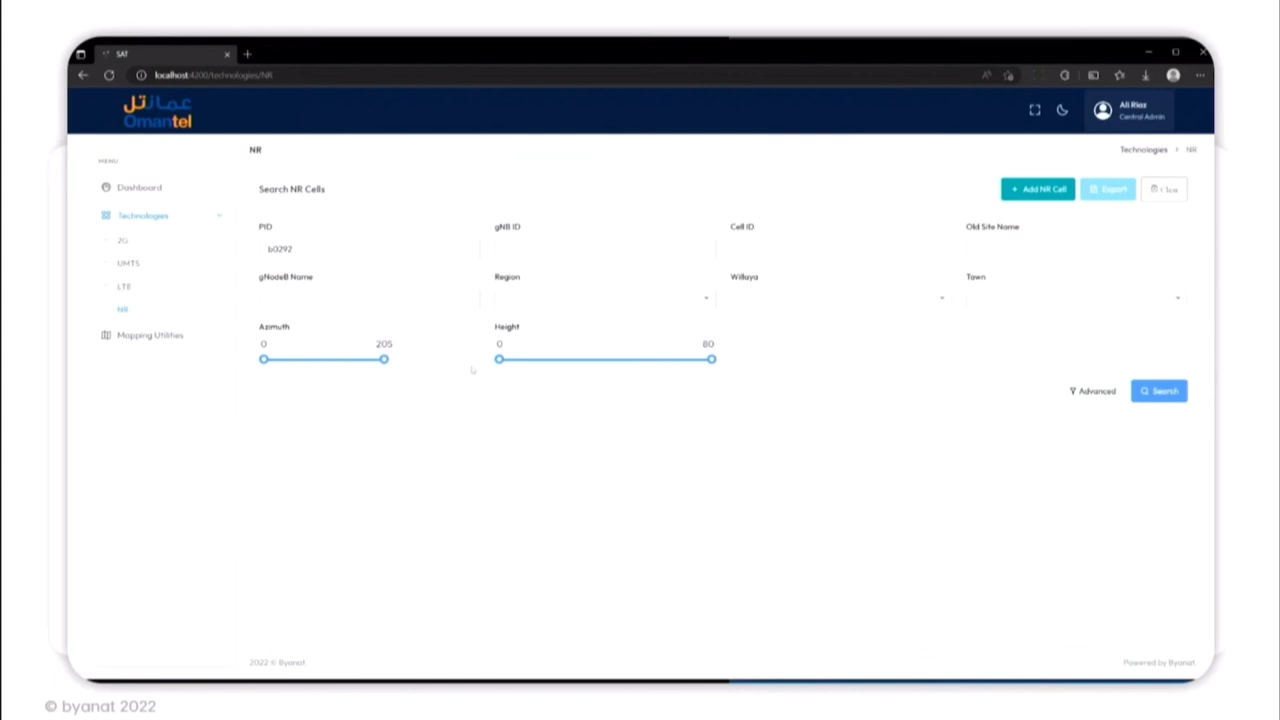 SAT
localhost:4200/technologies/NR
عمانتل
Omantel
Ali Riaz
Central Admin
MENU
Dashboard
Technologies
2G
UMTS
LTE
NR
Mapping Utilities
NR
Technologies > NR
Search NR Cells
+ Add NR Cell
Export
PID
gNB ID
Cell ID
Old Site Name
b0292
gNodeB Name
Region
Willaya
Town
Azimuth
Height
0 205
0 80
Advanced
Search
2022 © Byanat.
Powered by Byanat.
© byanat 2022